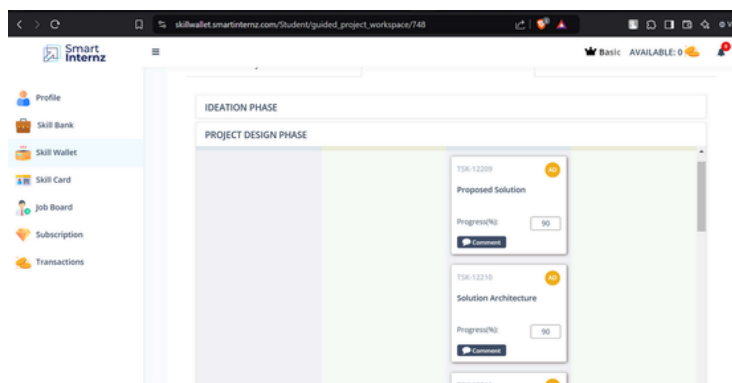 skillwallet.smartinternz.com/Student/guided_project_workspace/748
Smart
Internz
Basic AVAILABLE: 0
Profile
Skill Bank
Skill Wallet
Skill Card
Job Board
Subscription
Transactions
IDEATION PHASE
PROJECT DESIGN PHASE
TSK-12209
AD
Proposed Solution
Progress(%): 90
Comment
TSK-12210
AD
Solution Architecture
Progress(%): 90
Comment